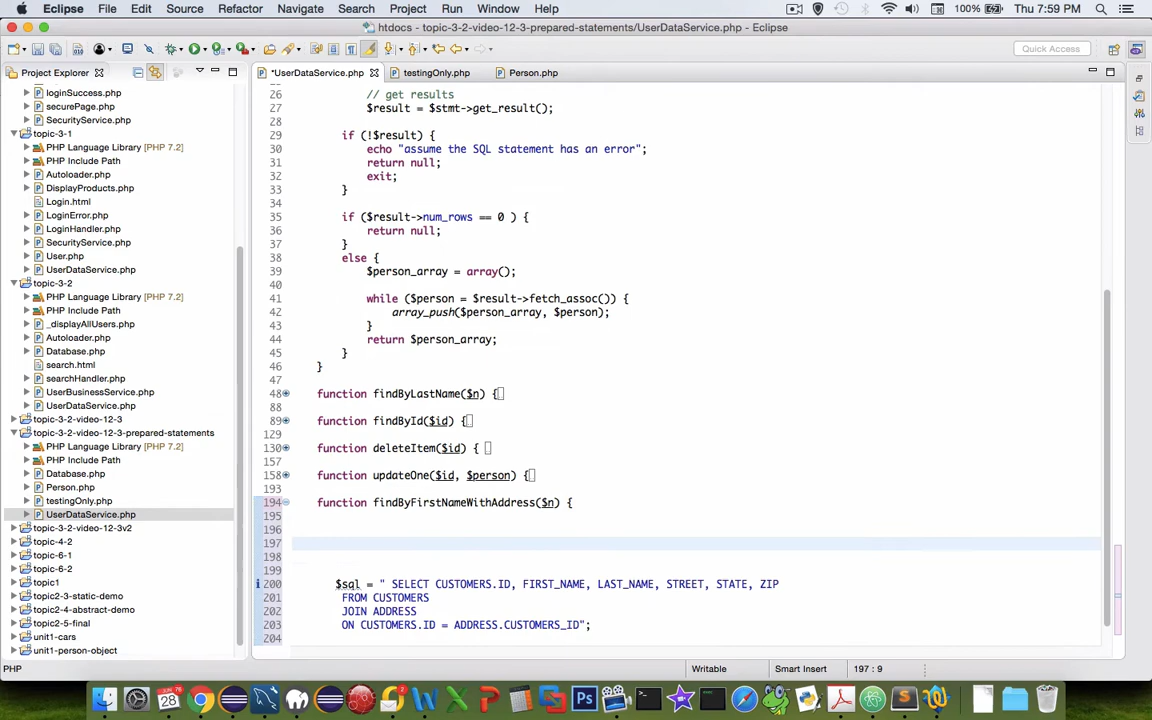 Eclipse File Edit Source Refactor Navigate Search Project Run Window Help 100% Thu 7:59 PM
htdocs - topic-3-2-video-12-3-prepared-statements/UserDataService.php - Eclipse
Quick Access
Project Explorer
*UserDataService.php testingOnly.php Person.php
loginSuccess.php
securePage.php
SecurityService.php
topic-3-1
PHP Language Library [PHP 7.2]
PHP Include Path
Autoloader.php
DisplayProducts.php
Login.html
LoginError.php
LoginHandler.php
SecurityService.php
User.php
UserDataService.php
topic-3-2
PHP Language Library [PHP 7.2]
PHP Include Path
_displayAllUsers.php
Autoloader.php
Database.php
search.html
searchHandler.php
UserBusinessService.php
UserDataService.php
topic-3-2-video-12-3
topic-3-2-video-12-3-prepared-statements
PHP Language Library [PHP 7.2]
PHP Include Path
Database.php
Person.php
testingOnly.php
UserDataService.php
topic-3-2-video-12-3v2
topic-4-2
topic-6-1
topic-6-2
topic1
topic2-3-static-demo
topic2-4-abstract-demo
topic2-5-final
unit1-cars
unit1-person-object
26 // get results
27 $result = $stmt->get_result();
28
29 if (!$result) {
30 echo "assume the SQL statement has an error";
31 return null;
32 exit;
33 }
34
35 if ($result->num_rows == 0 ) {
36 return null;
37 }
38 else {
39 $person_array = array();
40
41 while ($person = $result->fetch_assoc()) {
42 array_push($person_array, $person);
43 }
44 return $person_array;
45 }
46 }
47
48 function findByLastName($n) {
88
89 function findById($id) {
129
130 function deleteItem($id) {
157
158 function updateOne($id, $person) {
193
194 function findByFirstNameWithAddress($n) {
195
196
197
198
199
200 $sql = " SELECT CUSTOMERS.ID, FIRST_NAME, LAST_NAME, STREET, STATE, ZIP
201 FROM CUSTOMERS
202 JOIN ADDRESS
203 ON CUSTOMERS.ID = ADDRESS.CUSTOMERS_ID";
204
PHP Writable Smart Insert 197 : 9